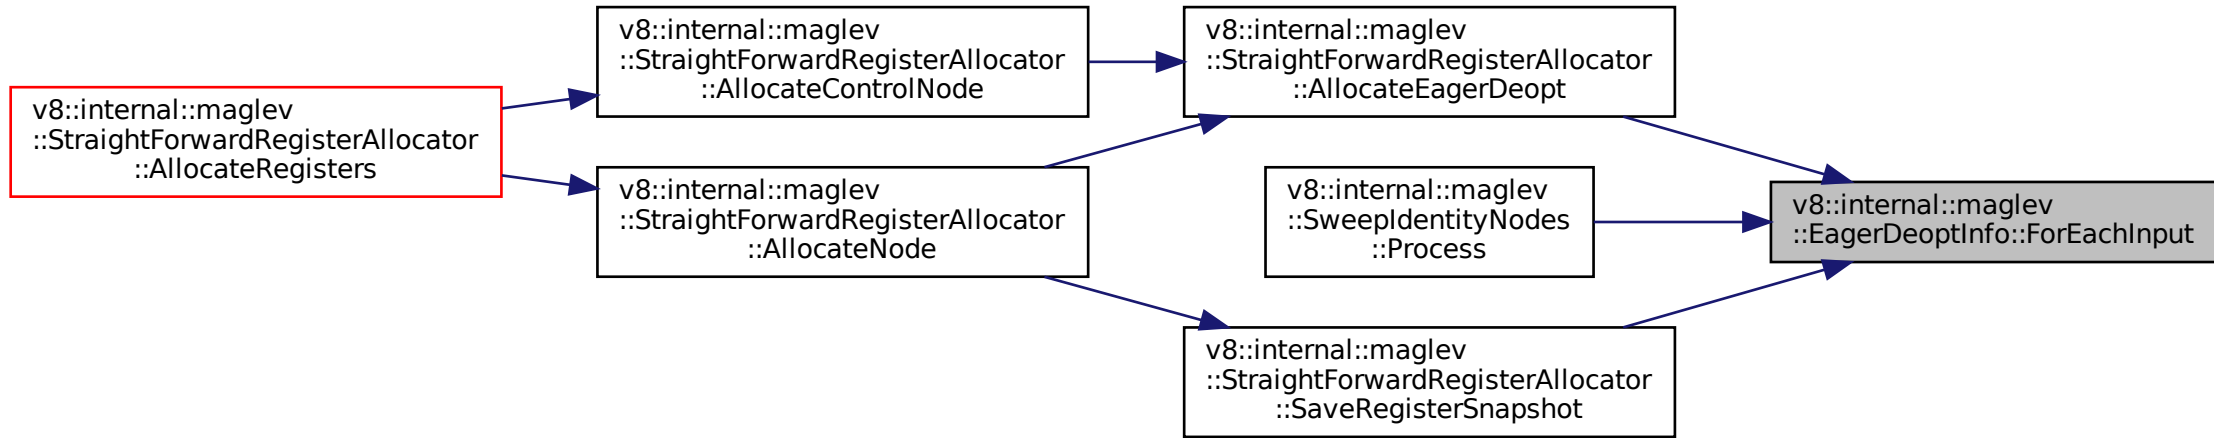 v8::internal::maglev
::StraightForwardRegisterAllocator
::AllocateRegisters
v8::internal::maglev
::StraightForwardRegisterAllocator
::AllocateControlNode
v8::internal::maglev
::StraightForwardRegisterAllocator
::AllocateNode
v8::internal::maglev
::StraightForwardRegisterAllocator
::AllocateEagerDeopt
v8::internal::maglev
::SweepIdentityNodes
::Process
v8::internal::maglev
::StraightForwardRegisterAllocator
::SaveRegisterSnapshot
v8::internal::maglev
::EagerDeoptInfo::ForEachInput